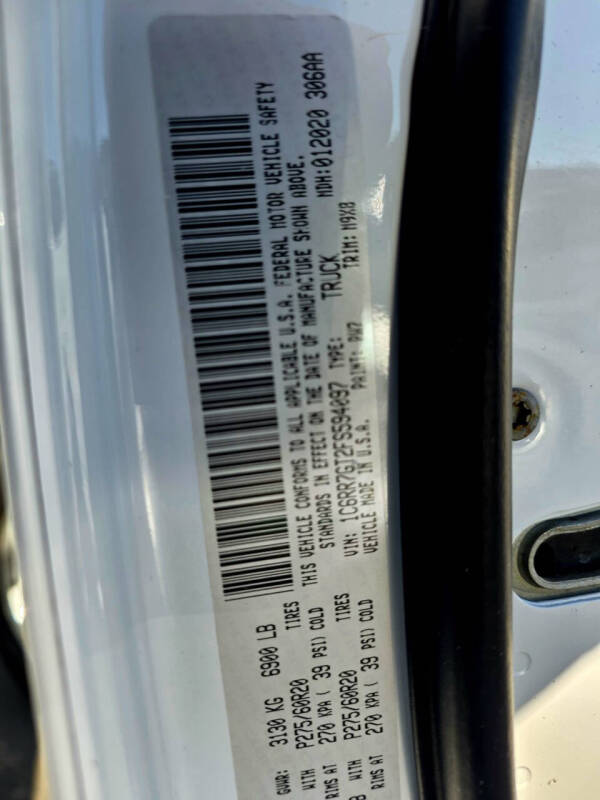 GVWR: 3130 KG 6900 LB
WITH P275/60R20 TIRES
RIMS AT 270 KPA ( 39 PSI) COLD
B WITH P275/60R20 TIRES
RIMS AT 270 KPA ( 39 PSI) COLD
THIS VEHICLE CONFORMS TO ALL APPLICABLE U.S.A. FEDERAL MOTOR VEHICLE SAFETY
STANDARDS IN EFFECT ON THE DATE OF MANUFACTURE SHOWN ABOVE.
VIN: 1C6RR7GT2FS594097 TYPE: TRUCK MDH:012020 306AA
VEHICLE MADE IN U.S.A. PAINT: PW7 TRIM: M9X8